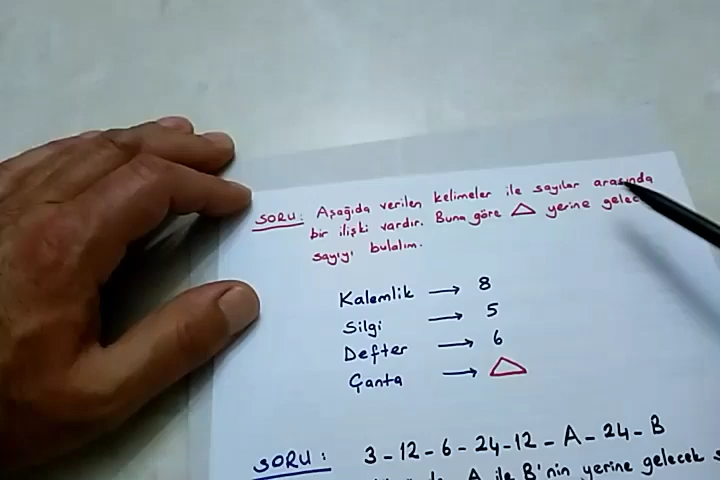 SORU: Aşağıda verilen kelimeler ile sayılar arasında
bir ilişki vardır. Buna göre △ yerine gelec
sayıyı bulalım.
Kalemlik → 8
Silgi → 5
Defter → 6
Çanta → △
SORU: 3-12-6-24-12-A-24-B
A ile B'nin yerine gelecek